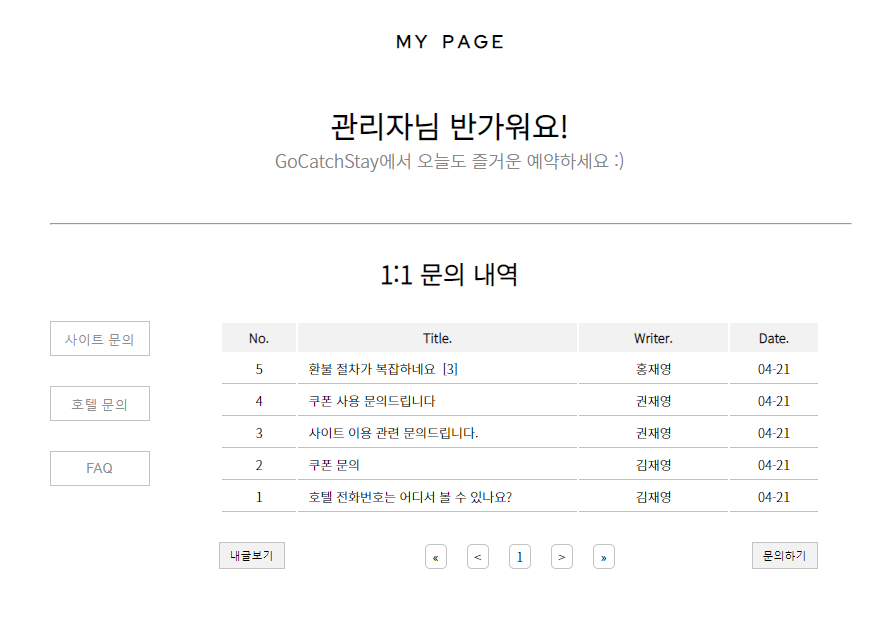 MY PAGE
관리자님 반가워요!
GoCatchStay에서 오늘도 즐거운 예약하세요 :)
1:1 문의 내역
사이트 문의
호텔 문의
FAQ
No. Title. Writer. Date.
5 환불 절차가 복잡하네요 [3] 홍재영 04-21
4 쿠폰 사용 문의드립니다 권재영 04-21
3 사이트 이용 관련 문의드립니다. 권재영 04-21
2 쿠폰 문의 김재영 04-21
1 호텔 전화번호는 어디서 볼 수 있나요? 김재영 04-21
내글보기 « < 1 > » 문의하기